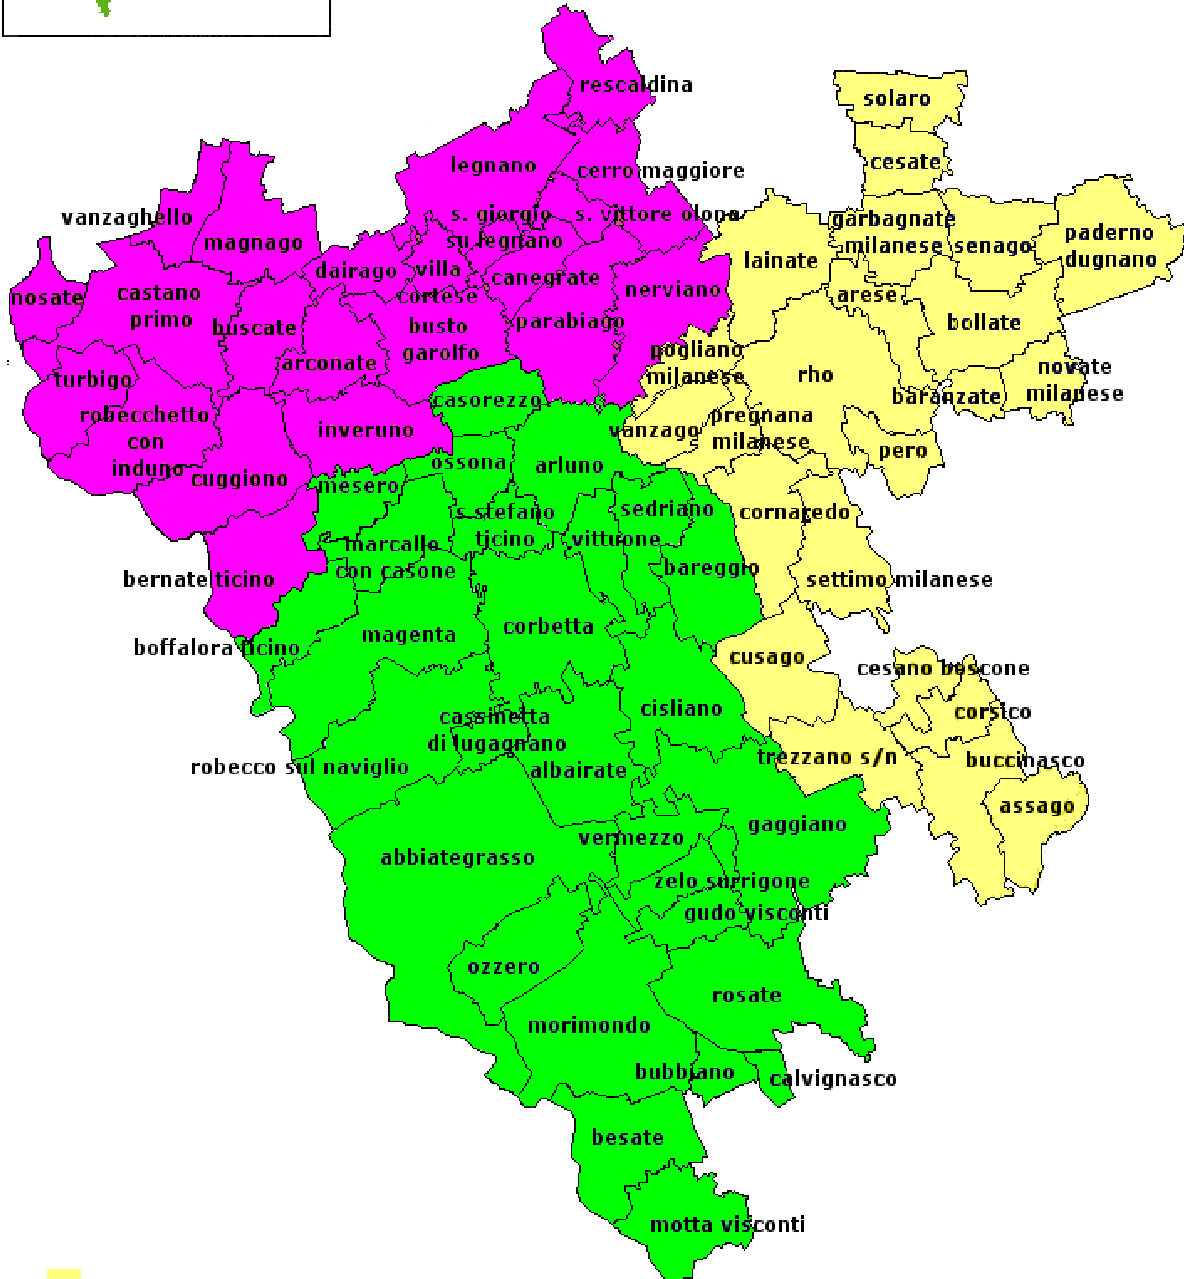 rescaldina
solaro
legnano
cerro maggiore
cesate
vanzaghello
s. giorgio
su legnano
s. vittore olona
garbagnate
milanese
senago
paderno
dugnano
magnago
dairago
villa
cortese
canegrate
nerviano
lainate
arese
nosate
castano
primo
buscate
busto
garolfo
parabiago
bollate
arconate
pogliano
milanese
rho
novate
milanese
turbigo
casorezzo
baranzate
robecchetto
con
induno
inveruno
vanzago
pregnana
milanese
pero
cuggiono
mesero
ossona
arluno
s.stefano
ticino
sedriano
cornaredo
vittuone
marcallo
con casone
bareggio
bernate ticino
settimo milanese
boffalora ticino
magenta
corbetta
cusago
cesano boscone
cisliano
corsico
cassinetta
di lugagnano
robecco sul naviglio
albairate
trezzano s/n
buccinasco
assago
vermezzo
gaggiano
abbiategrasso
zelo surrigone
gudo visconti
ozzero
rosate
morimondo
bubbiano
calvignasco
besate
motta visconti